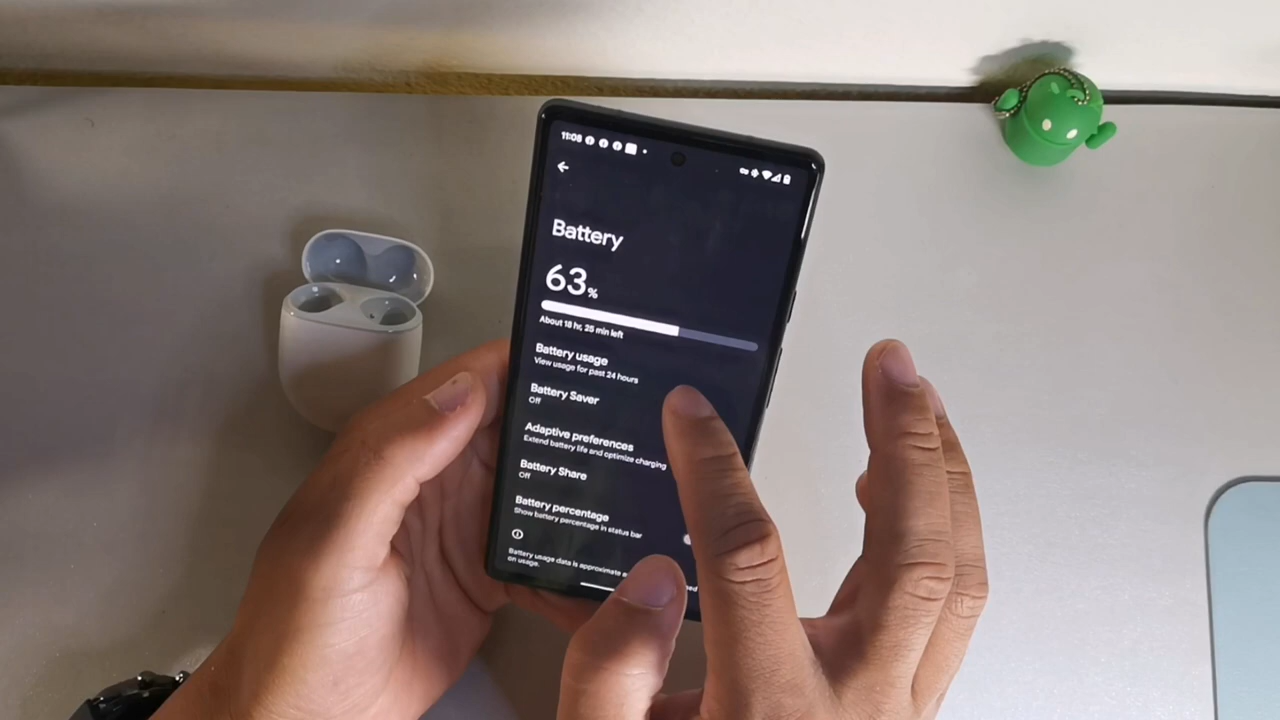 11:08
Battery
63%
About 18 hr, 25 min left
Battery usage
View usage for past 24 hours
Battery Saver
Off
Adaptive preferences
Extend battery life and optimize charging
Battery Share
Off
Battery percentage
Show battery percentage in status bar
Battery usage data is approximate
on usage.